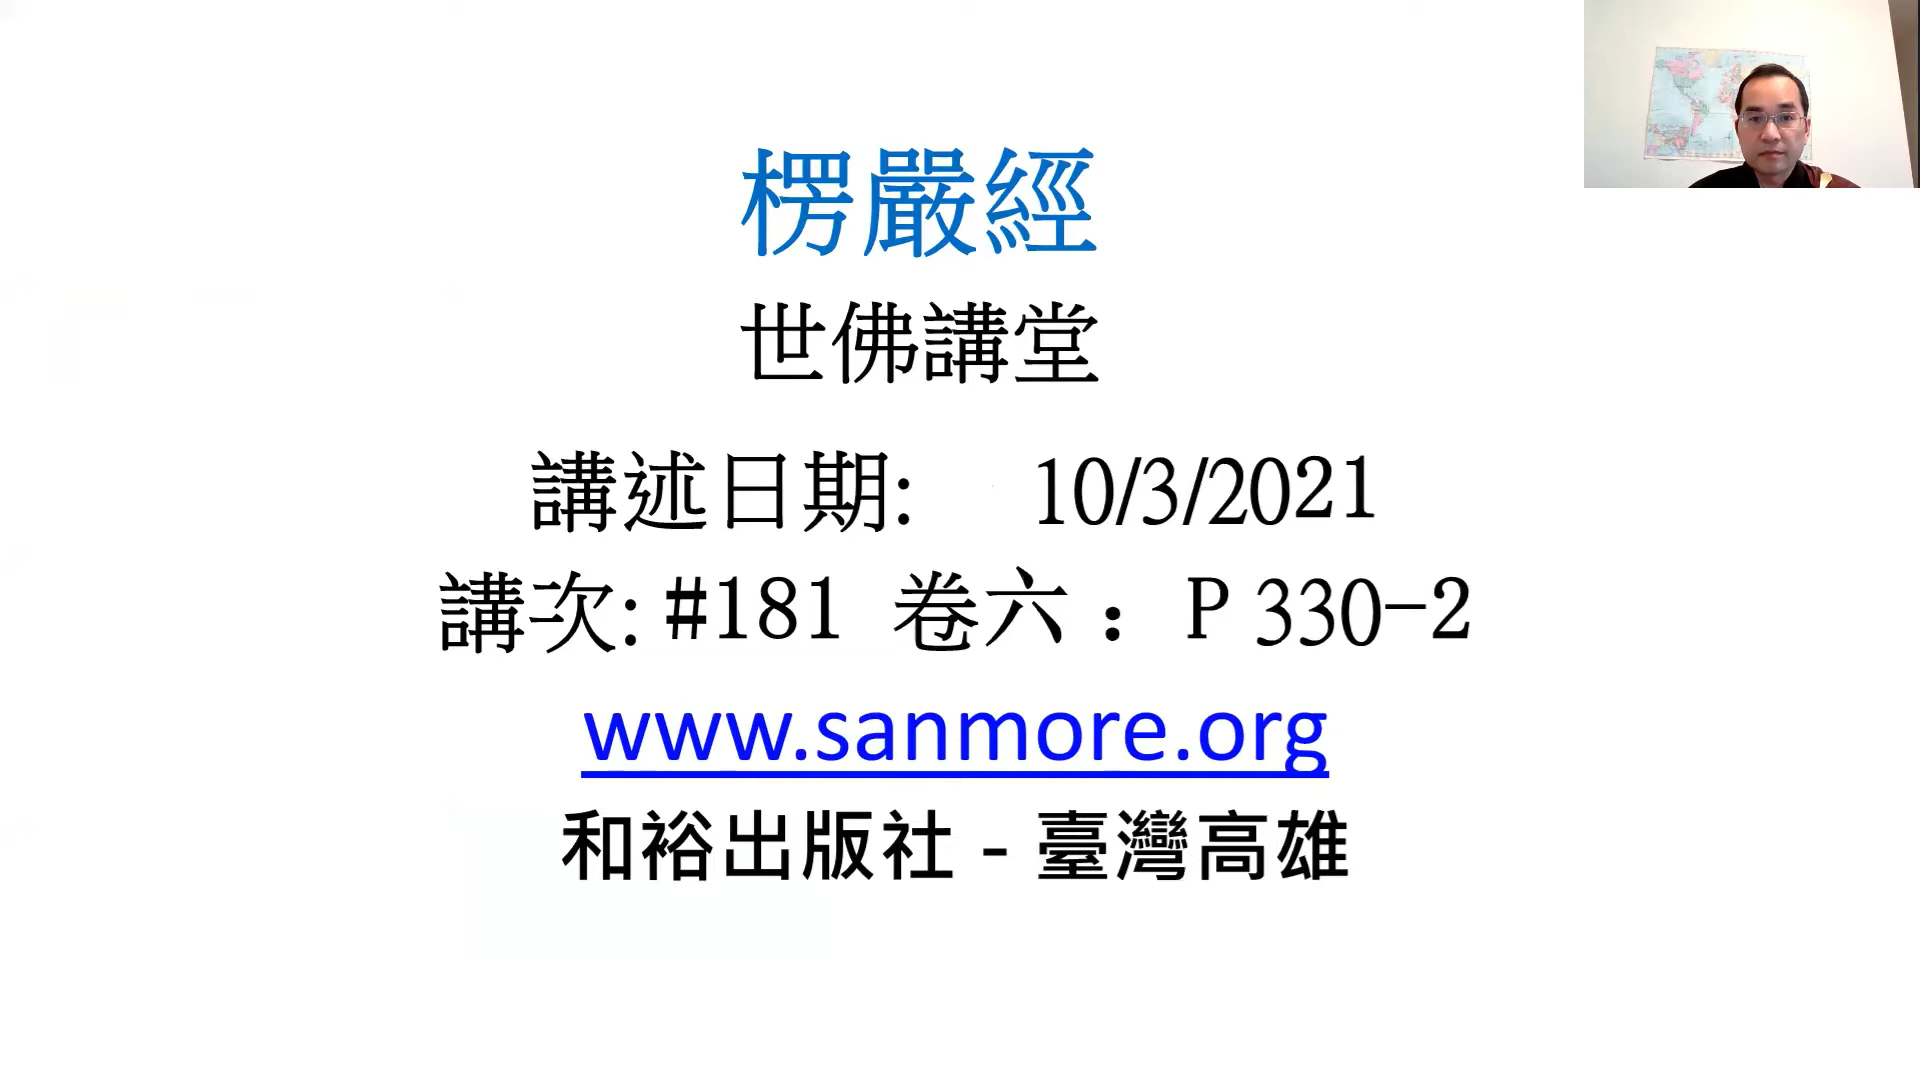 楞嚴經
世佛講堂
講述日期: 10/3/2021
講次: #181 卷六：P 330-2
www.sanmore.org
和裕出版社 - 臺灣高雄